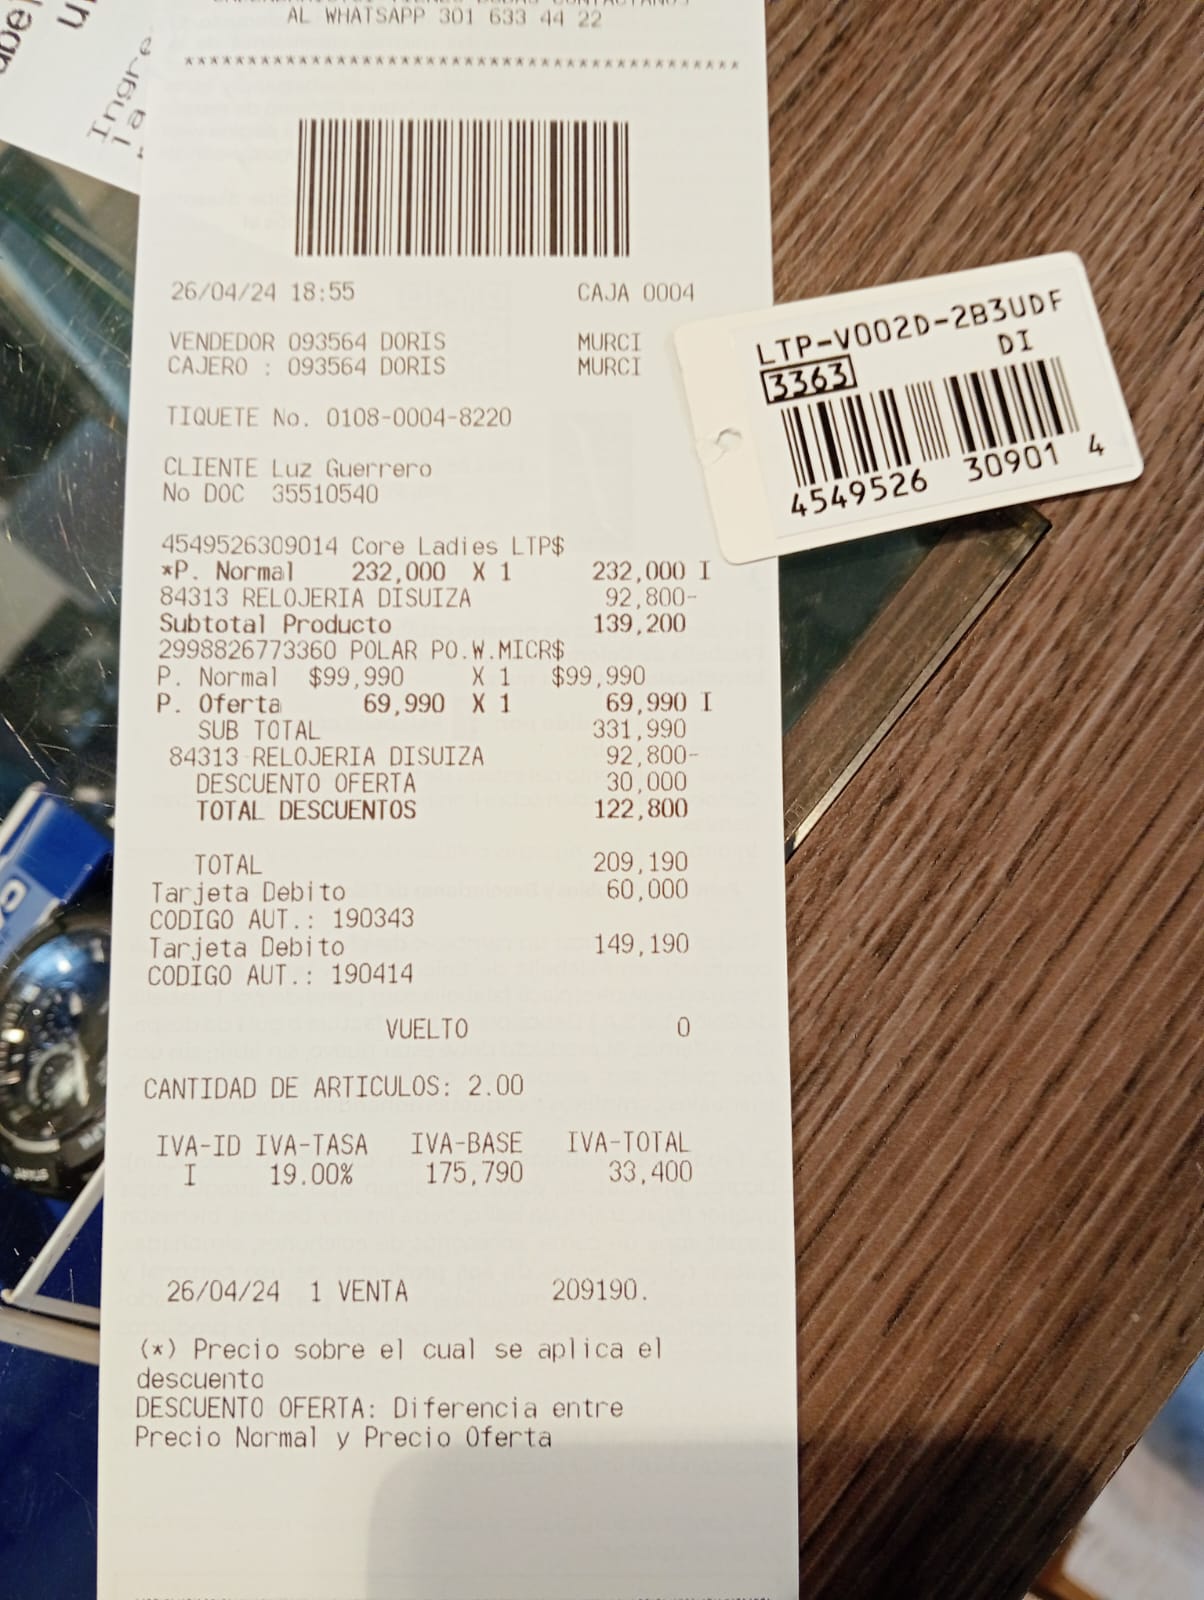 AL WHATSAPP 301 633 44 22
********************************************
26/04/24 18:55 CAJA 0004
VENDEDOR 093564 DORIS MURCI
CAJERO : 093564 DORIS MURCI
TIQUETE No. 0108-0004-8220
CLIENTE Luz Guerrero
No DOC 35510540
4549526309014 Core Ladies LTP$
*P. Normal 232,000 X 1 232,000 I
84313 RELOJERIA DISUIZA 92,800-
Subtotal Producto 139,200
2998826773360 POLAR PO.W.MICR$
P. Normal $99,990 X 1 $99,990
P. Oferta 69,990 X 1 69,990 I
SUB TOTAL 331,990
84313 RELOJERIA DISUIZA 92,800-
DESCUENTO OFERTA 30,000
TOTAL DESCUENTOS 122,800
TOTAL 209,190
Tarjeta Debito 60,000
CODIGO AUT.: 190343
Tarjeta Debito 149,190
CODIGO AUT.: 190414
VUELTO 0
CANTIDAD DE ARTICULOS: 2.00
IVA-ID IVA-TASA IVA-BASE IVA-TOTAL
I 19.00% 175,790 33,400
26/04/24 1 VENTA 209190.
(*) Precio sobre el cual se aplica el
descuento
DESCUENTO OFERTA: Diferencia entre
Precio Normal y Precio Oferta
LTP-V002D-2B3UDF
DI
3363
4549526 30901 4
Ingre
la